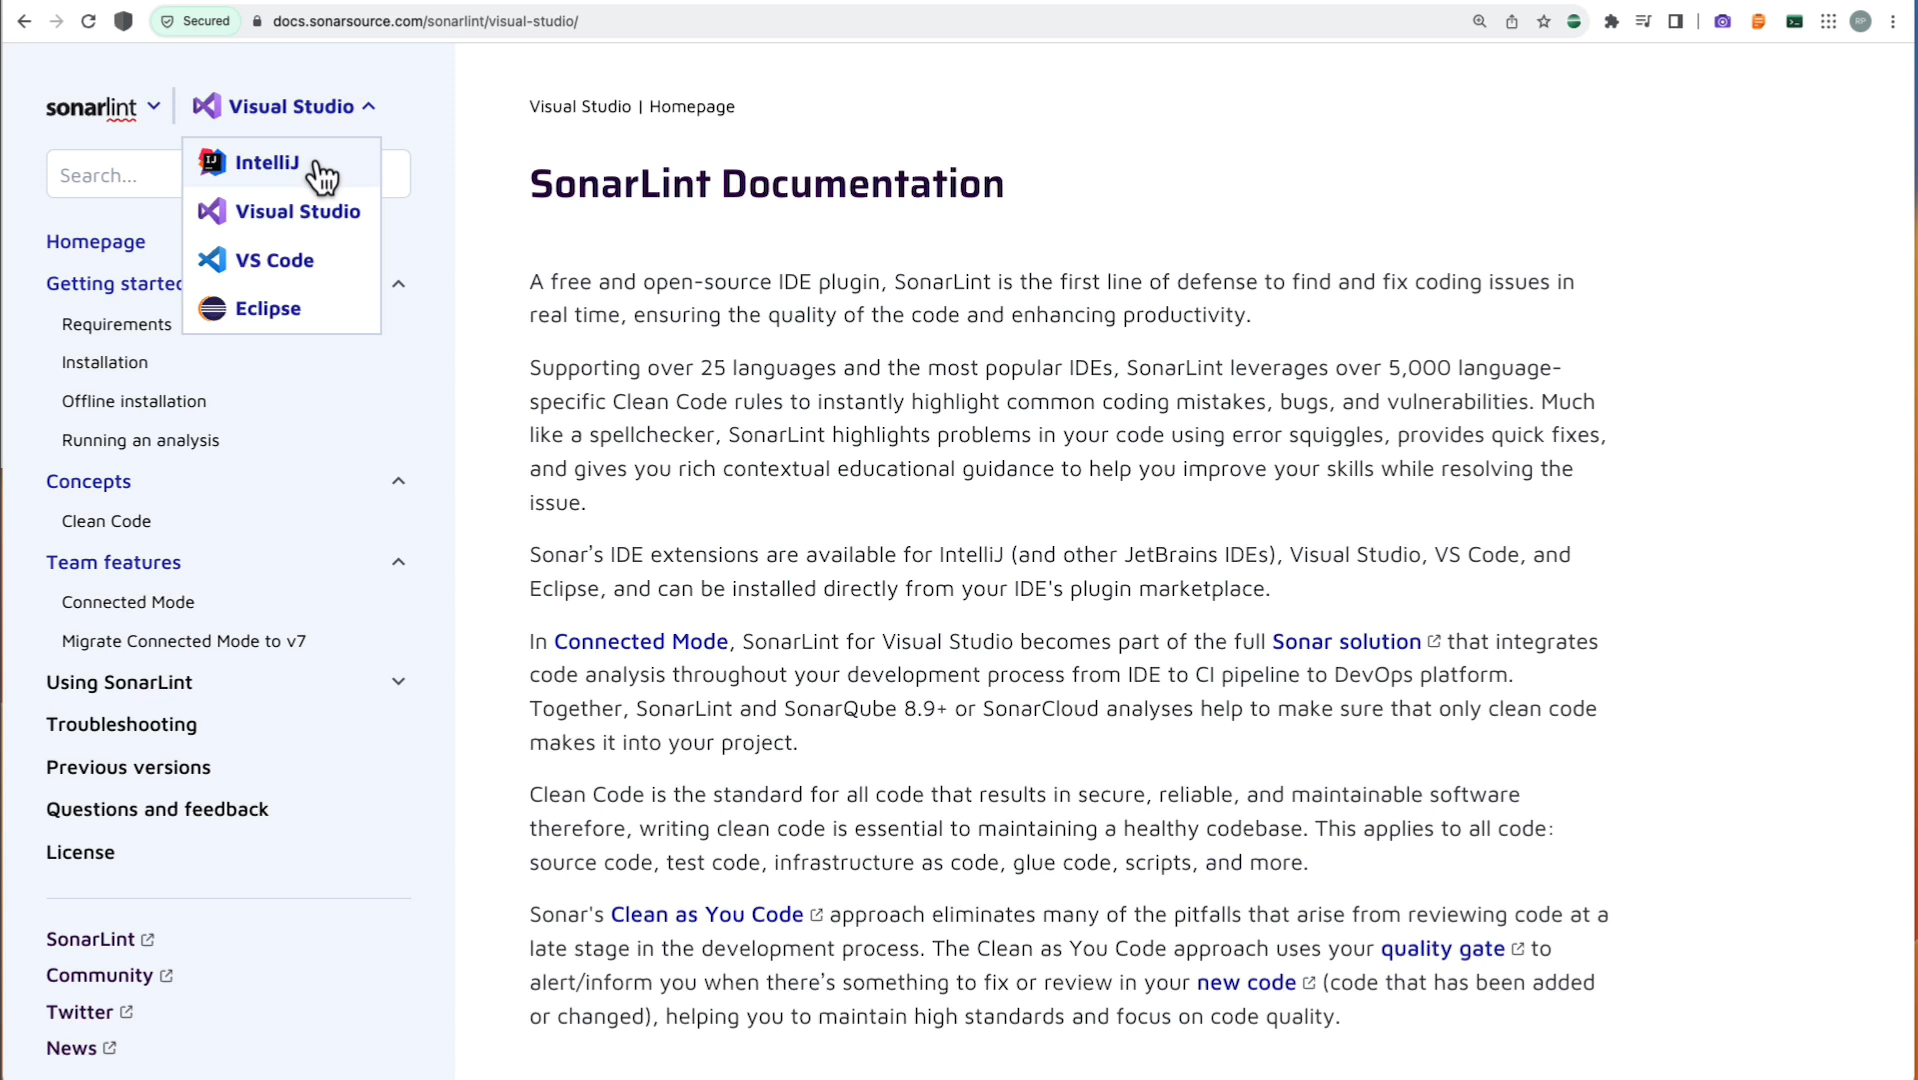 Secured
docs.sonarsource.com/sonarlint/visual-studio/
RP
sonarlint
Visual Studio
Search...
IJ IntelliJ
Visual Studio
VS Code
Eclipse
Homepage
Getting started
Requirements
Installation
Offline installation
Running an analysis
Concepts
Clean Code
Team features
Connected Mode
Migrate Connected Mode to v7
Using SonarLint
Troubleshooting
Previous versions
Questions and feedback
License
SonarLint
Community
Twitter
News
Visual Studio | Homepage
SonarLint Documentation
A free and open-source IDE plugin, SonarLint is the first line of defense to find and fix coding issues in
real time, ensuring the quality of the code and enhancing productivity.
Supporting over 25 languages and the most popular IDEs, SonarLint leverages over 5,000 language-
specific Clean Code rules to instantly highlight common coding mistakes, bugs, and vulnerabilities. Much
like a spellchecker, SonarLint highlights problems in your code using error squiggles, provides quick fixes,
and gives you rich contextual educational guidance to help you improve your skills while resolving the
issue.
Sonar's IDE extensions are available for IntelliJ (and other JetBrains IDEs), Visual Studio, VS Code, and
Eclipse, and can be installed directly from your IDE's plugin marketplace.
In Connected Mode, SonarLint for Visual Studio becomes part of the full Sonar solution that integrates
code analysis throughout your development process from IDE to CI pipeline to DevOps platform.
Together, SonarLint and SonarQube 8.9+ or SonarCloud analyses help to make sure that only clean code
makes it into your project.
Clean Code is the standard for all code that results in secure, reliable, and maintainable software
therefore, writing clean code is essential to maintaining a healthy codebase. This applies to all code:
source code, test code, infrastructure as code, glue code, scripts, and more.
Sonar's Clean as You Code approach eliminates many of the pitfalls that arise from reviewing code at a
late stage in the development process. The Clean as You Code approach uses your quality gate to
alert/inform you when there's something to fix or review in your new code (code that has been added
or changed), helping you to maintain high standards and focus on code quality.